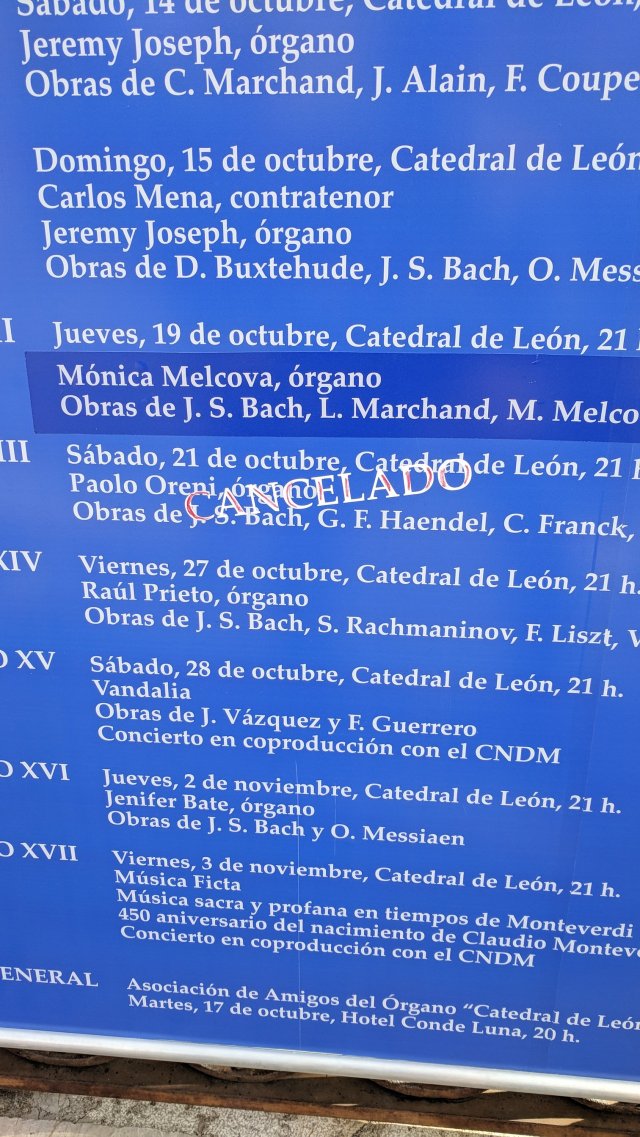 Sábado, 14 de octubre, Catedral de León,
Jeremy Joseph, órgano
Obras de C. Marchand, J. Alain, F. Coupe
Domingo, 15 de octubre, Catedral de León
Carlos Mena, contratenor
Jeremy Joseph, órgano
Obras de D. Buxtehude, J. S. Bach, O. Mess
II Jueves, 19 de octubre, Catedral de León, 21
Mónica Melcova, órgano
Obras de J. S. Bach, L. Marchand, M. Melco
III Sábado, 21 de octubre, Catedral de León, 21 h
Paolo Oreni, órgano
CANCELADO
Obras de J. S. Bach, G. F. Haendel, C. Franck,
XIV Viernes, 27 de octubre, Catedral de León, 21 h.
Raúl Prieto, órgano
Obras de J. S. Bach, S. Rachmaninov, F. Liszt, V
O XV Sábado, 28 de octubre, Catedral de León, 21 h.
Vandalia
Obras de J. Vázquez y F. Guerrero
Concierto en coproducción con el CNDM
O XVI Jueves, 2 de noviembre, Catedral de León, 21 h.
Jenifer Bate, órgano
Obras de J. S. Bach y O. Messiaen
O XVII Viernes, 3 de noviembre, Catedral de León, 21 h.
Música Ficta
Música sacra y profana en tiempos de Monteverdi
450 aniversario del nacimiento de Claudio Monteve
Concierto en coproducción con el CNDM
ENERAL Asociación de Amigos del Órgano “Catedral de León
Martes, 17 de octubre, Hotel Conde Luna, 20 h.